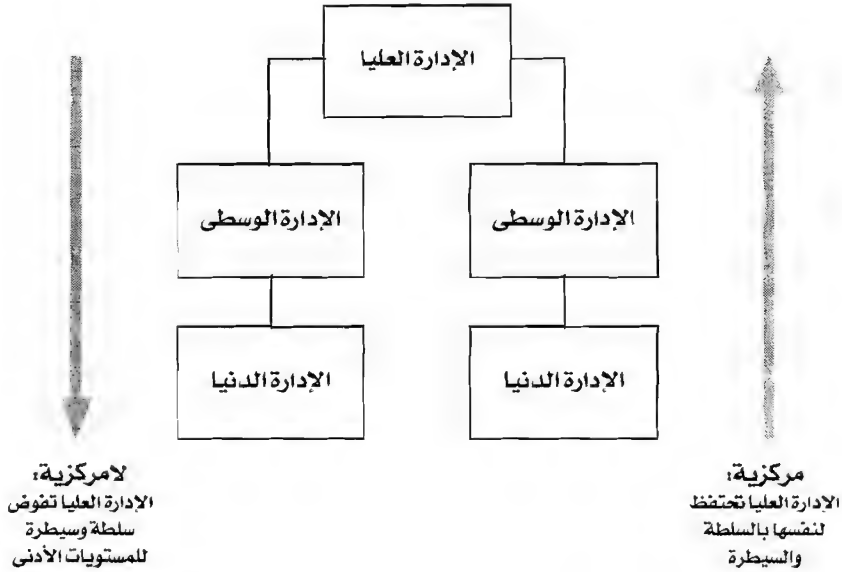 الإدارة العليا
الإدارة الوسطى
الإدارة الوسطى
الإدارة الدنيا
الإدارة الدنيا
مركزية:
الإدارة العليا تحتفظ
لنفسها بالسلطة
والسيطرة
لامركزية:
الإدارة العليا تفوض
سلطة وسيطرة
للمستويات الأدنى